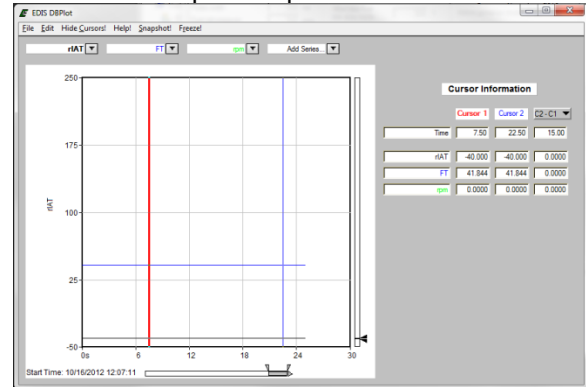 EDIS DBPlot
File Edit Hide Cursors! Help! Snapshot! Freeze!
rIAT FT rpm Add Series...
Cursor Information
Cursor 1 Cursor 2 C2 - C1
Time 7.50 22.50 15.00
rIAT -40.000 -40.000 0.0000
FT 41.844 41.844 0.0000
rpm 0.0000 0.0000 0.0000
250
175
rIAT
100
25
-50
0s 6 12 18 24 30
Start Time: 10/16/2012 12:07:11